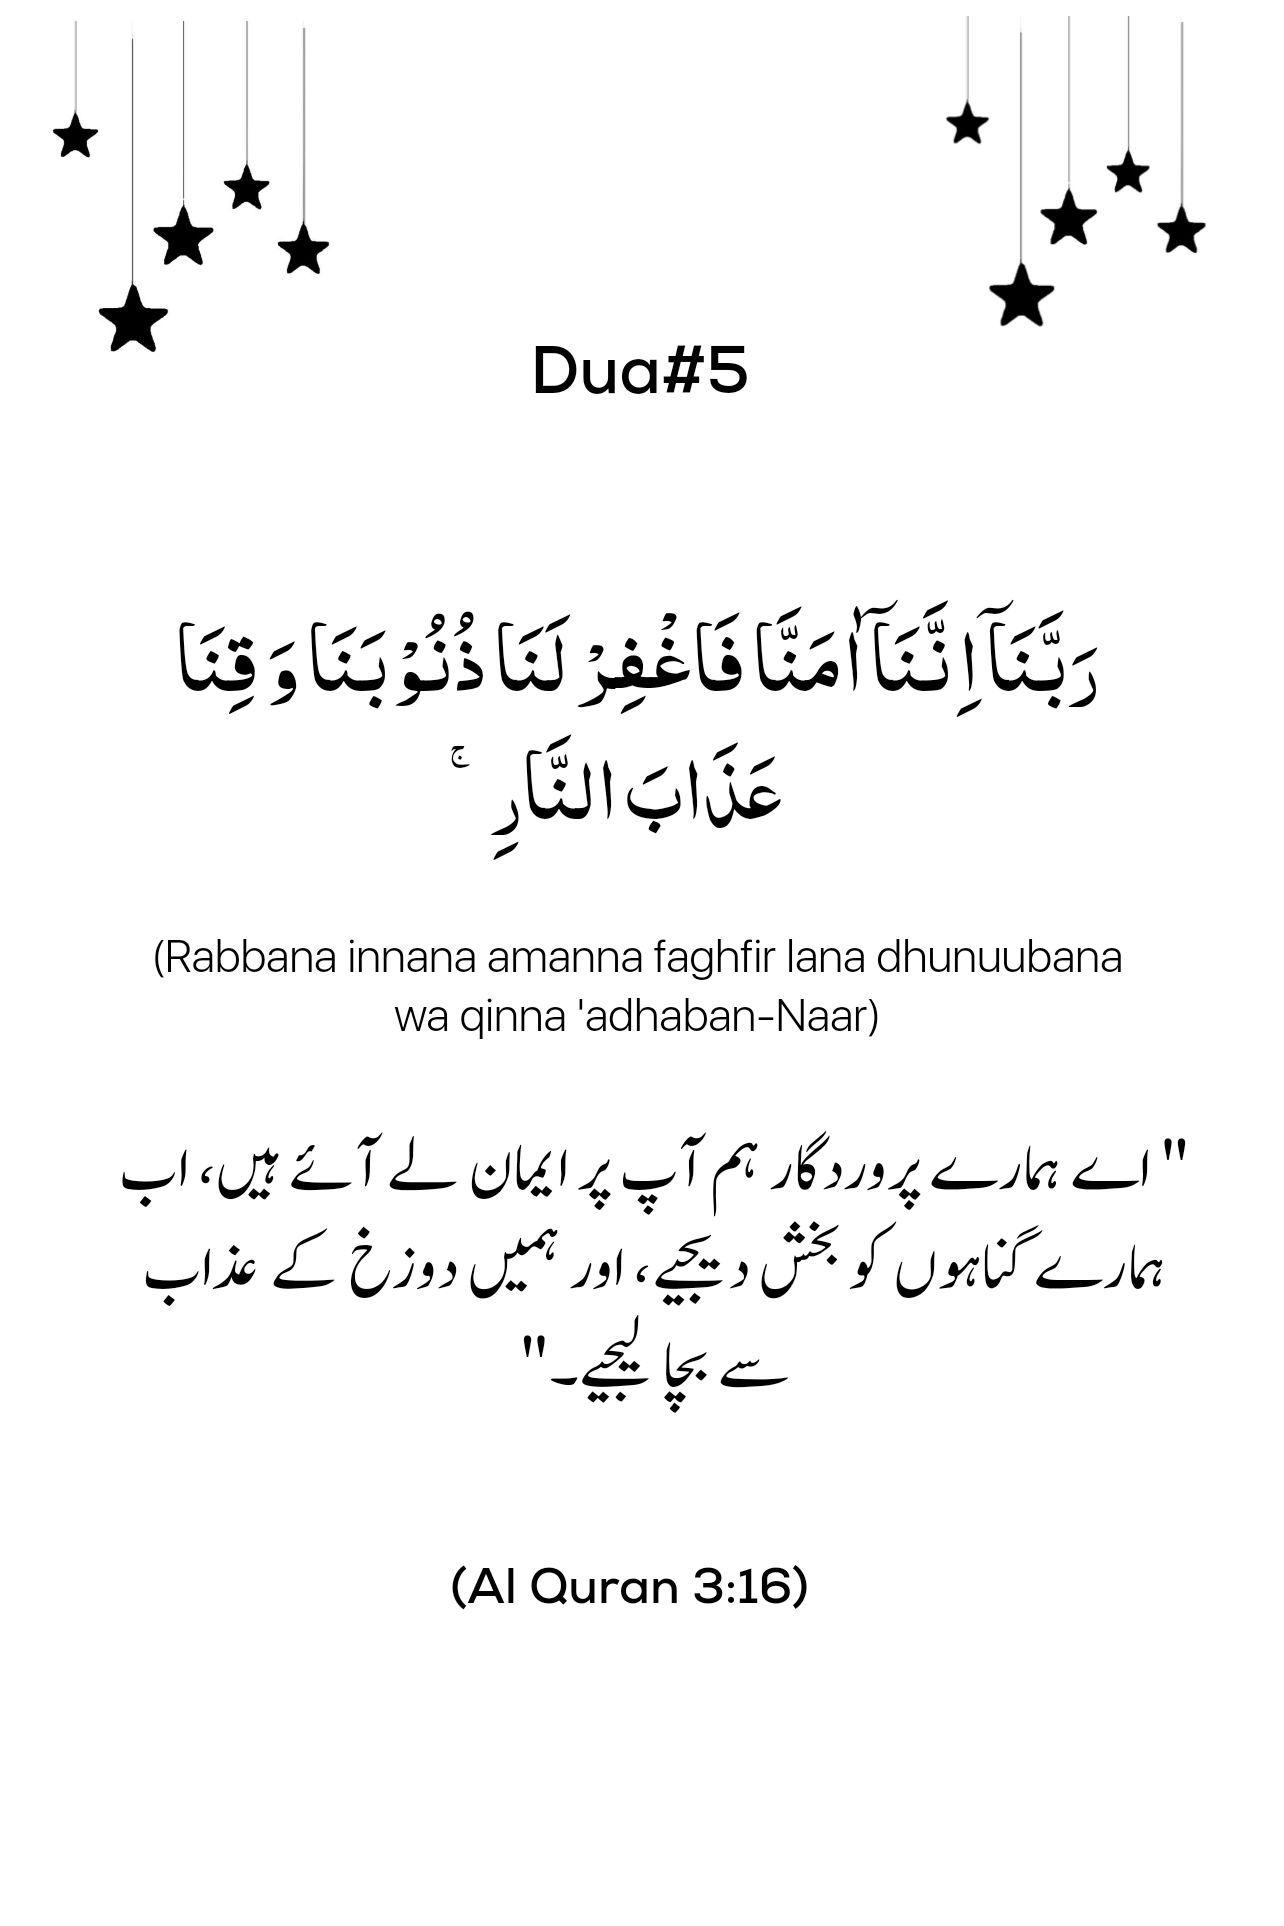 Dua#5
رَبَّنَآ اِنَّنَآ اٰمَنَّا فَاغْفِرْ لَنَا ذُنُوْبَنَا وَ قِنَا
عَذَابَ النَّارِ ۚ
(Rabbana innana amanna faghfir lana dhunuubana
wa qinna 'adhaban-Naar)
" اے ہمارے پروردگار ہم آپ پر ایمان لے آئے ہیں، اب
ہمارے گناہوں کو بخش دیجیے، اور ہمیں دوزخ کے عذاب
سے بچا لیجیے۔"
(Al Quran 3:16)